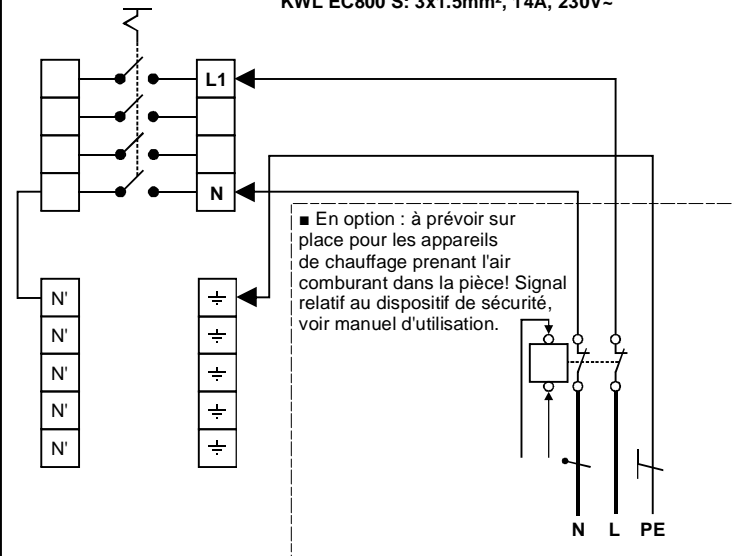 KWL EC800 S: 3x1.5mm², 14A, 230V~
L1
N
■ En option : à prévoir sur
place pour les appareils
de chauffage prenant l'air
comburant dans la pièce! Signal
relatif au dispositif de sécurité,
voir manuel d'utilisation.
N'
N'
N'
N'
N'
N L PE